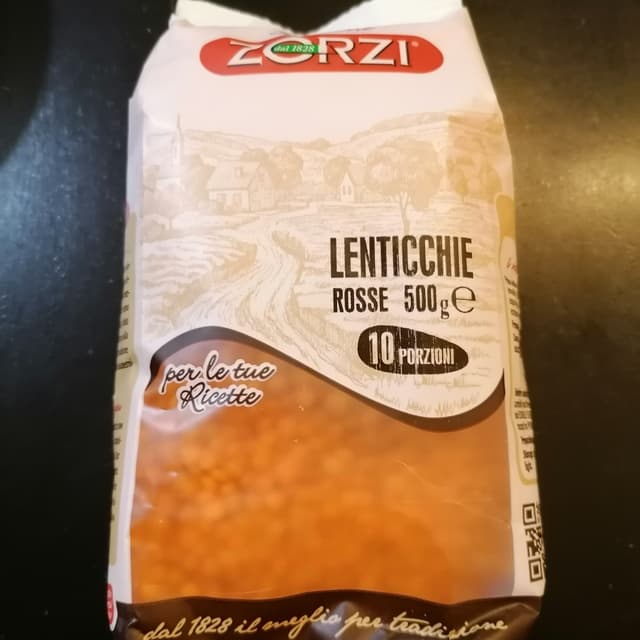 ZORZI
dal 1828
LENTICCHIE
ROSSE 500g e
10 PORZIONI
per le tue
Ricette
dal 1828 il meglio per tradizione